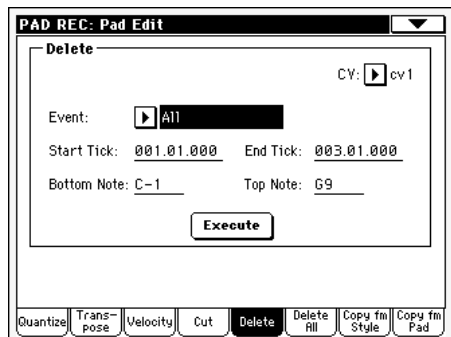 PAD REC: Pad Edit
Delete
CV: cv1
Event: All
Start Tick: 001.01.000 End Tick: 003.01.000
Bottom Note: C-1 Top Note: G9
Execute
Quantize Trans-pose Velocity Cut Delete Delete All Copy fm Style Copy fm Pad